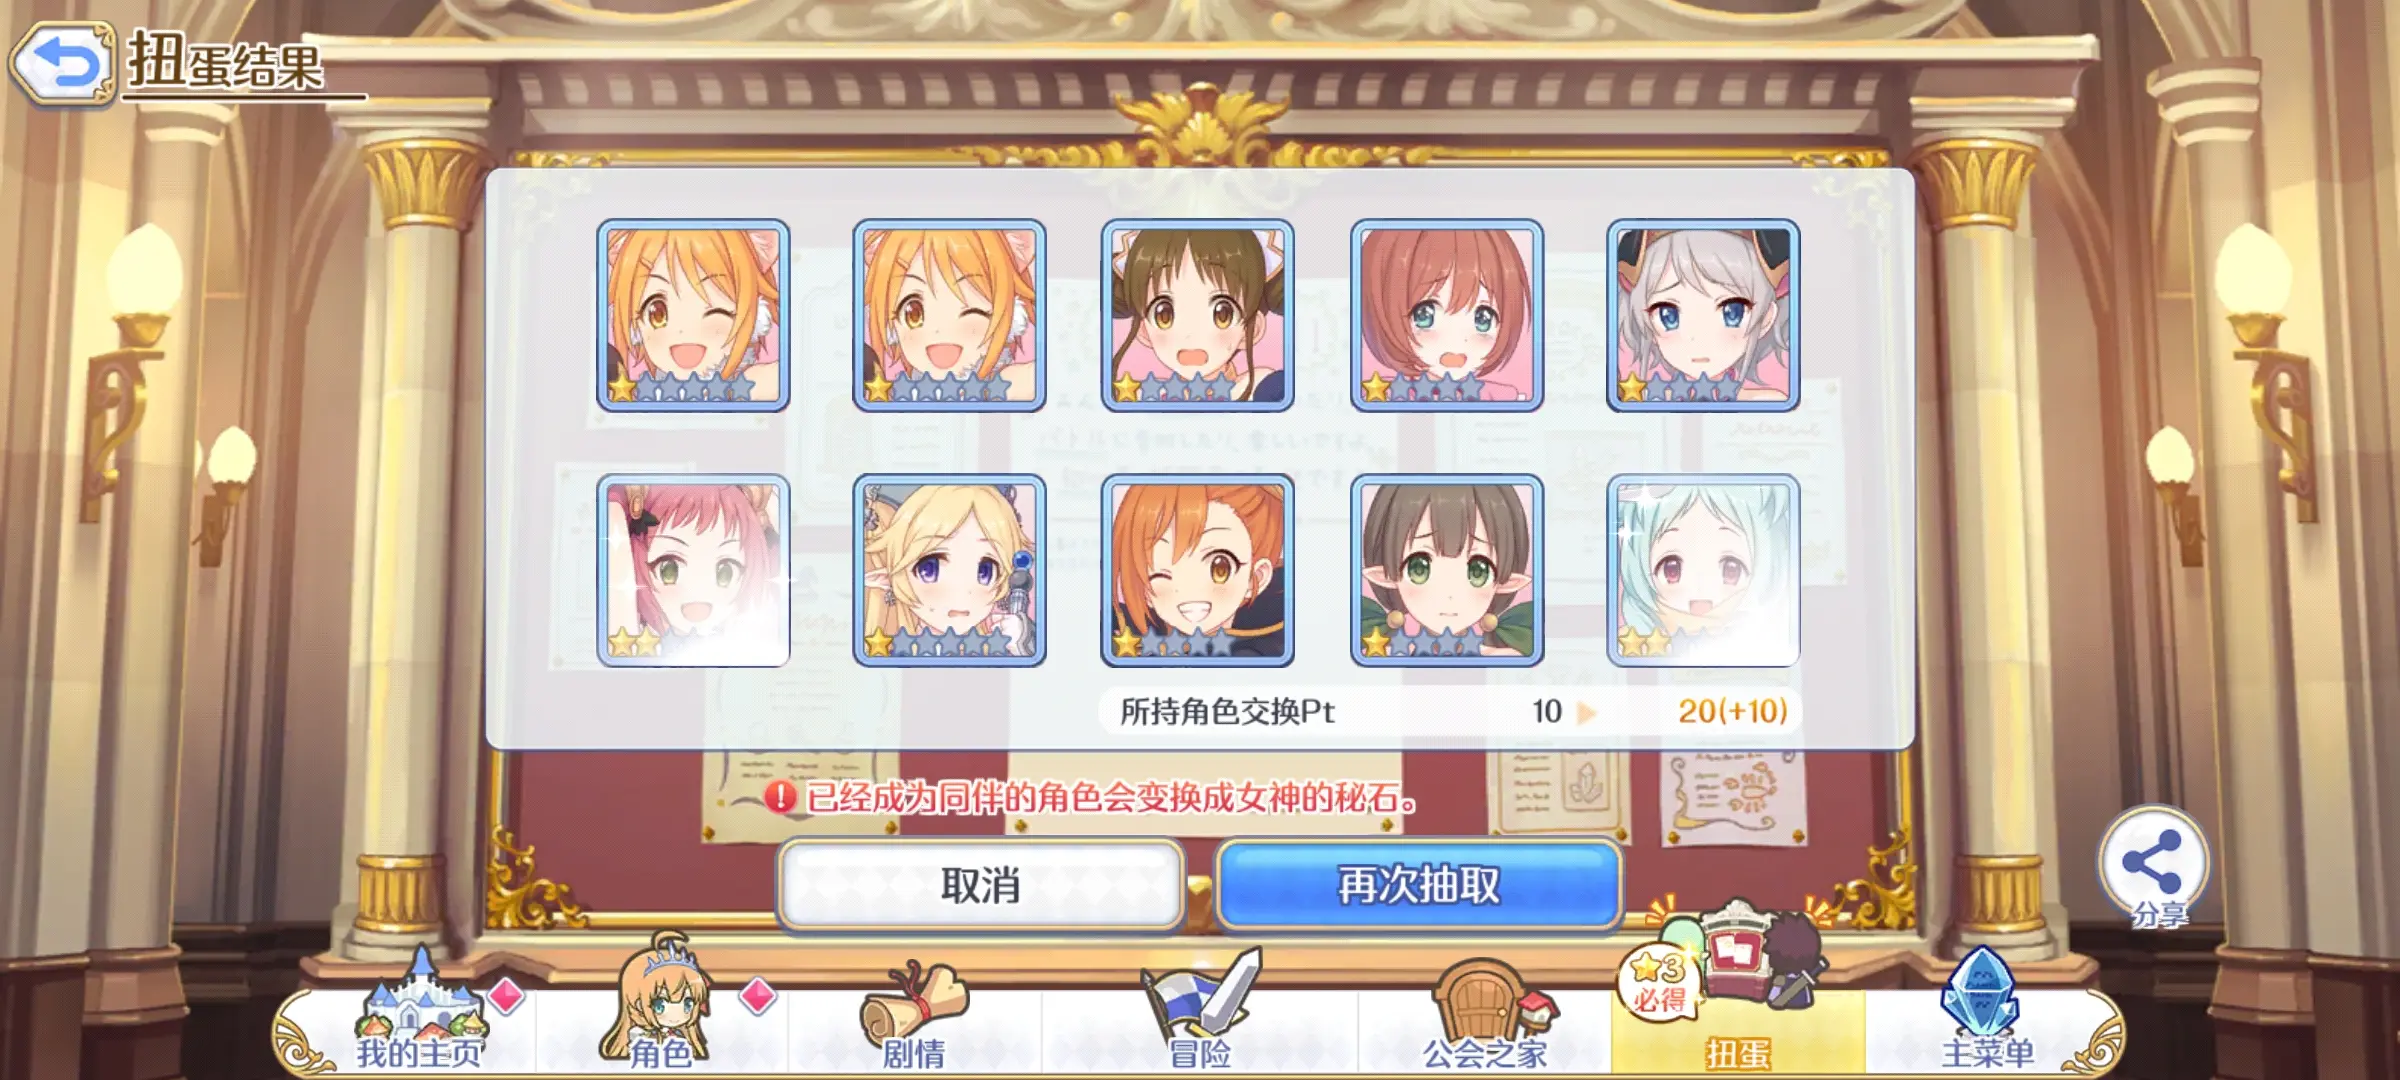 扭蛋结果
所持角色交换Pt 10 20(+10)
已经成为同伴的角色会变换成女神的秘石。
取消
再次抽取
分享
3
必得
我的主页
角色
剧情
冒险
公会之家
扭蛋
主菜单